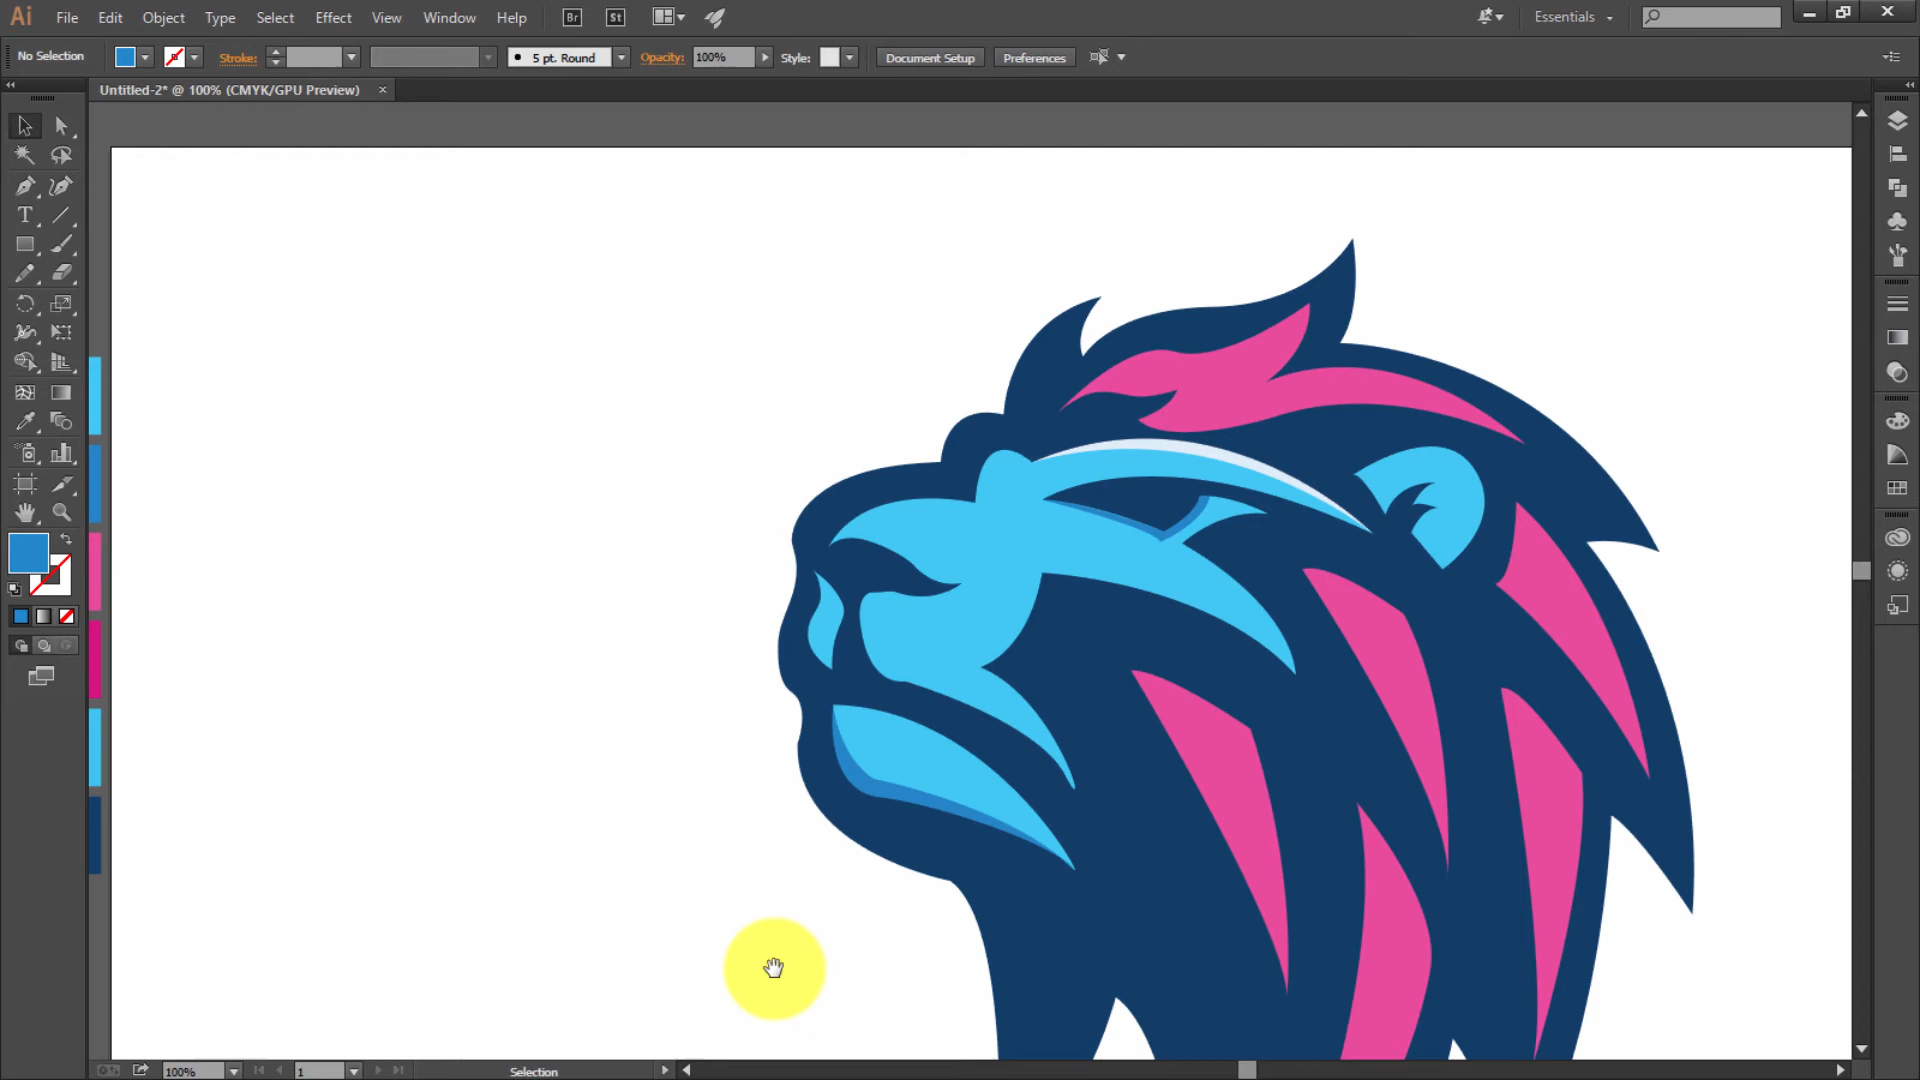 Ai File Edit Object Type Select Effect View Window Help Br St Essentials
No Selection Stroke: 5 pt. Round Opacity: 100% Style: Document Setup Preferences
Untitled-2* @ 100% (CMYK/GPU Preview) ×
T
100% 1 Selection